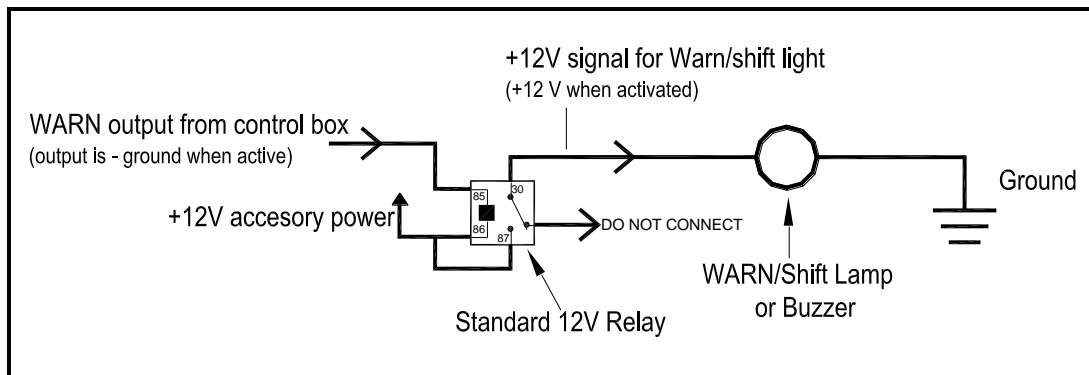 +12V signal for Warn/shift light
(+12 V when activated)
WARN output from control box
(output is - ground when active)
+12V accesory power
85
86
30
87
DO NOT CONNECT
Ground
WARN/Shift Lamp
or Buzzer
Standard 12V Relay